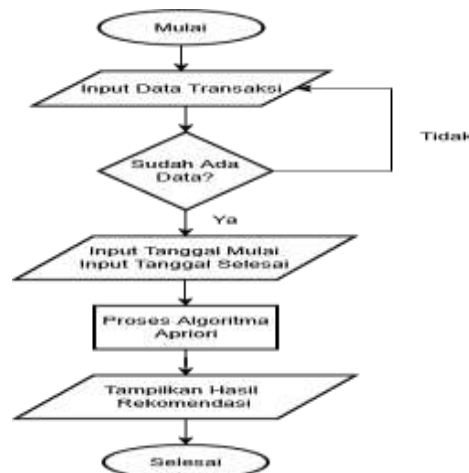 Mulai
Input Data Transaksi
Tidak
Sudah Ada
Data?
Ya
Input Tanggal Mulai
Input Tanggal Selesai
Proses Algoritma
Apriori
Tampilkan Hasil
Rekomendasi
Selesai